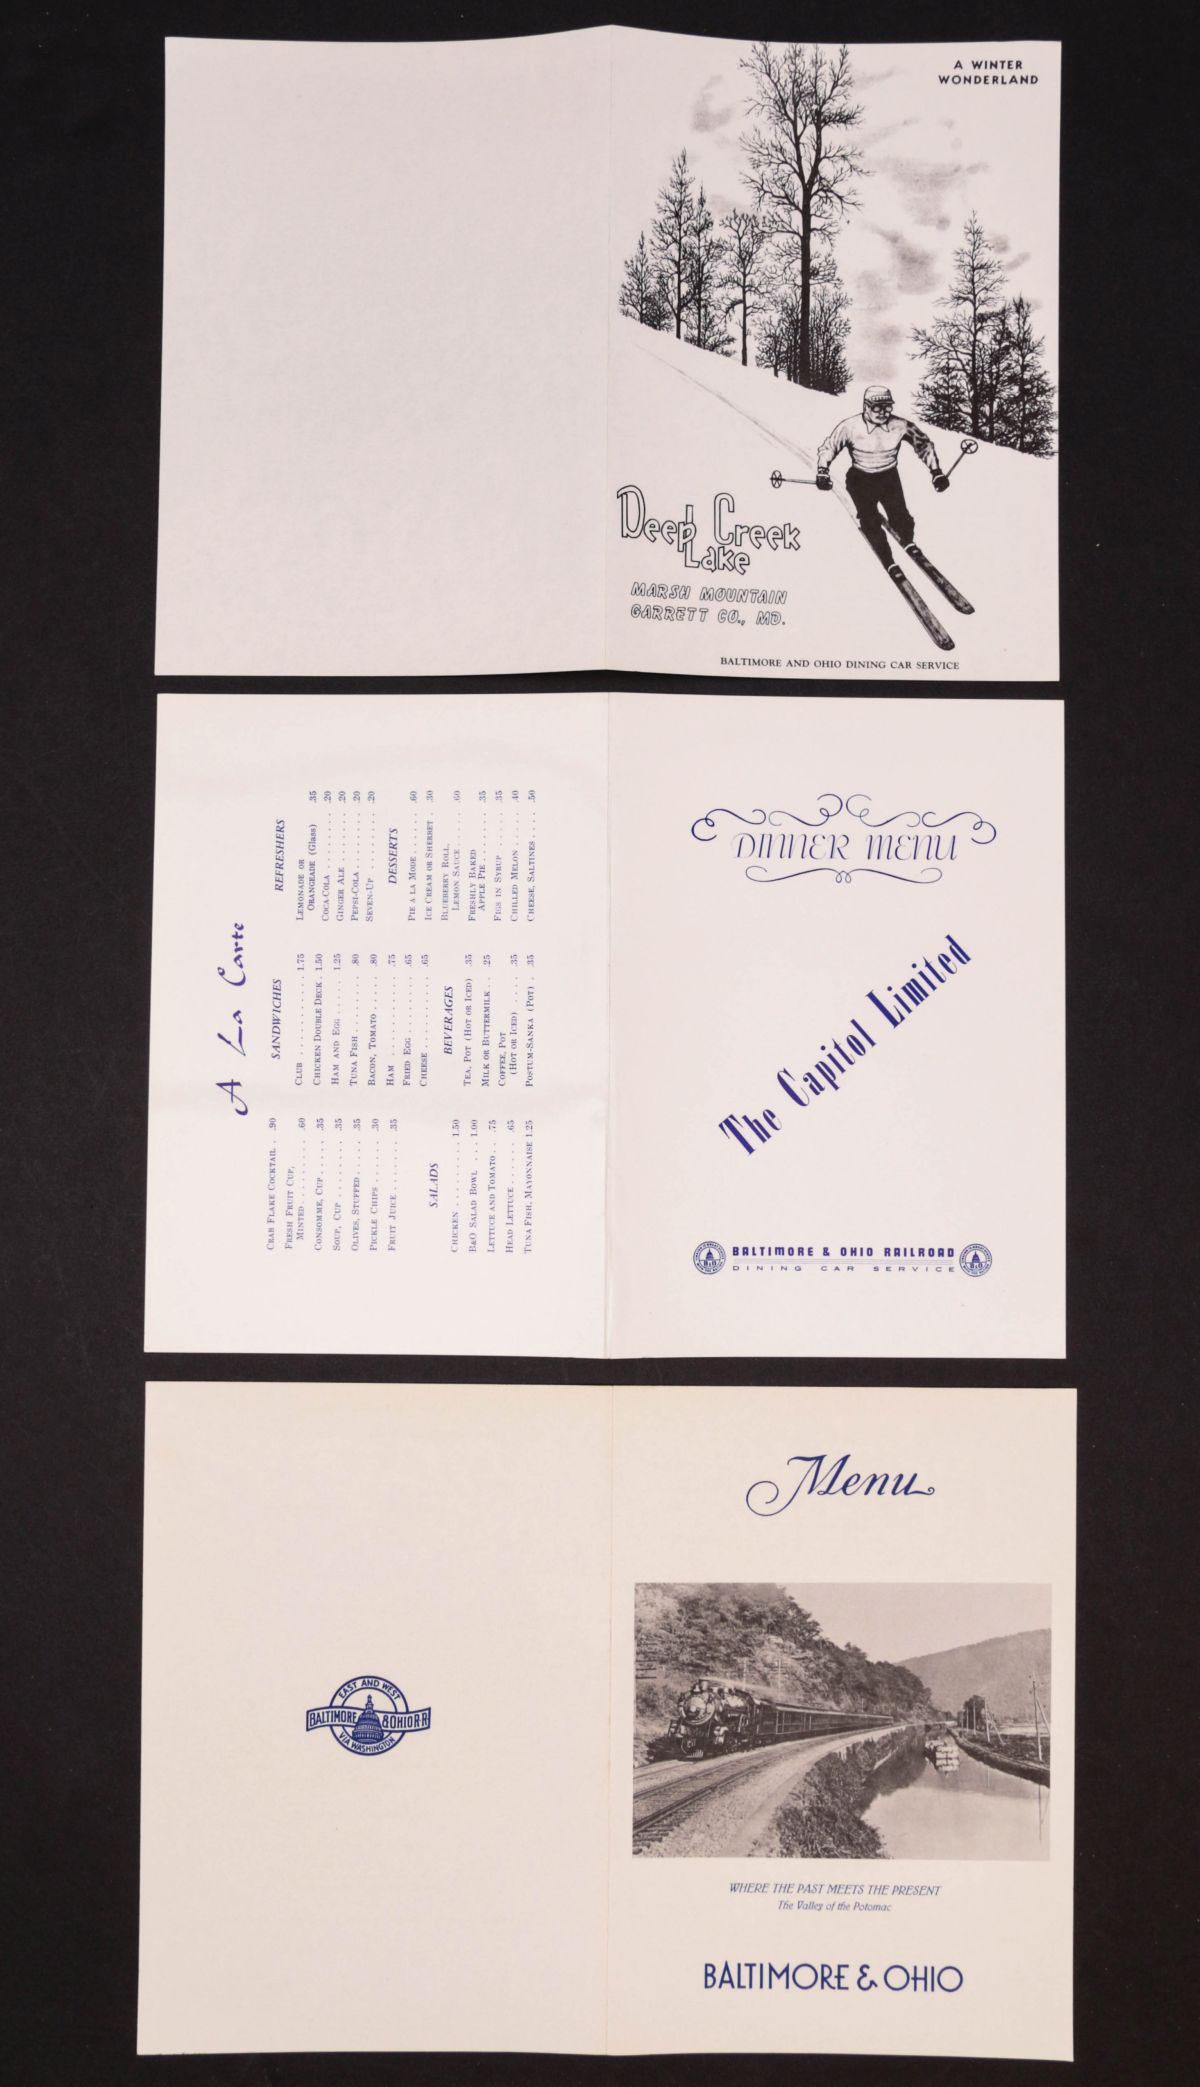 A WINTER
WONDERLAND
Deep Creek
Lake
MARSH MOUNTAIN
GARRETT CO., MD.
BALTIMORE AND OHIO DINING CAR SERVICE
A La Carte
CRAB FLAKE COCKTAIL . . .90
FRESH FRUIT CUP,
MINTED . . . . . . . . .60
CONSOMME, CUP . . . . . .35
SOUP, CUP . . . . . . . . .35
OLIVES, STUFFED . . . . .35
PICKLE CHIPS . . . . . . .30
FRUIT JUICE . . . . . . . .35
SALADS
CHICKEN . . . . . . . . . 1.50
B&O SALAD BOWL . . . 1.00
LETTUCE AND TOMATO . . .75
HEAD LETTUCE . . . . . . .65
TUNA FISH, MAYONNAISE 1.25
SANDWICHES
CLUB . . . . . . . . . . 1.75
CHICKEN DOUBLE DECK . 1.50
HAM AND EGG . . . . . . 1.25
TUNA FISH . . . . . . . . .80
BACON, TOMATO . . . . . .80
HAM . . . . . . . . . . . .75
FRIED EGG . . . . . . . . .65
CHEESE . . . . . . . . . .65
BEVERAGES
TEA, POT (HOT OR ICED) .35
MILK OR BUTTERMILK . . .25
COFFEE, POT
(HOT OR ICED) . . . . .35
POSTUM-SANKA (POT) . .35
REFRESHERS
LEMONADE OR
ORANGEADE (Glass) .35
COCA-COLA . . . . . . . . .20
GINGER ALE . . . . . . . .20
PEPSI-COLA . . . . . . . .20
SEVEN-UP . . . . . . . . .20
DESSERTS
PIE A LA MODE . . . . . .60
ICE CREAM OR SHERBET .30
BLUEBERRY ROLL,
LEMON SAUCE . . . . .60
FRESHLY BAKED
APPLE PIE . . . . . . .35
FIGS IN SYRUP . . . . .35
CHILLED MELON . . . . .40
CHEESE, SALTINES . . . .50
DINNER MENU
The Capitol Limited
BALTIMORE & OHIO RAILROAD
DINING CAR SERVICE
B&O
B&O
EAST AND WEST
BALTIMORE & OHIO R·R
VIA WASHINGTON
Menu
WHERE THE PAST MEETS THE PRESENT
The Valley of the Potomac
BALTIMORE & OHIO